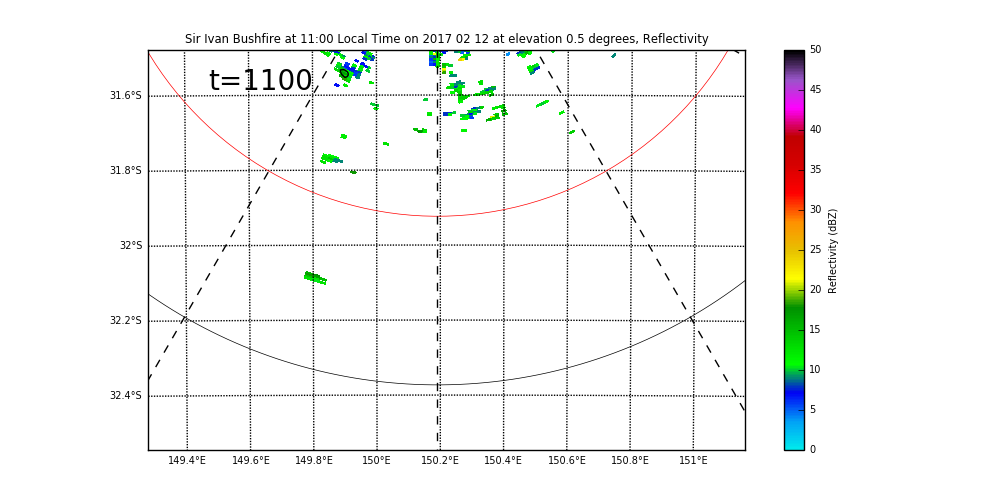 Sir Ivan Bushfire at 11:00 Local Time on 2017 02 12 at elevation 0.5 degrees, Reflectivity
t=1100
31.6°S
31.8°S
32°S
32.2°S
32.4°S
149.4°E 149.6°E 149.8°E 150°E 150.2°E 150.4°E 150.6°E 150.8°E 151°E
50
45
40
35
30
25
20
15
10
5
0
Reflectivity (dBZ)